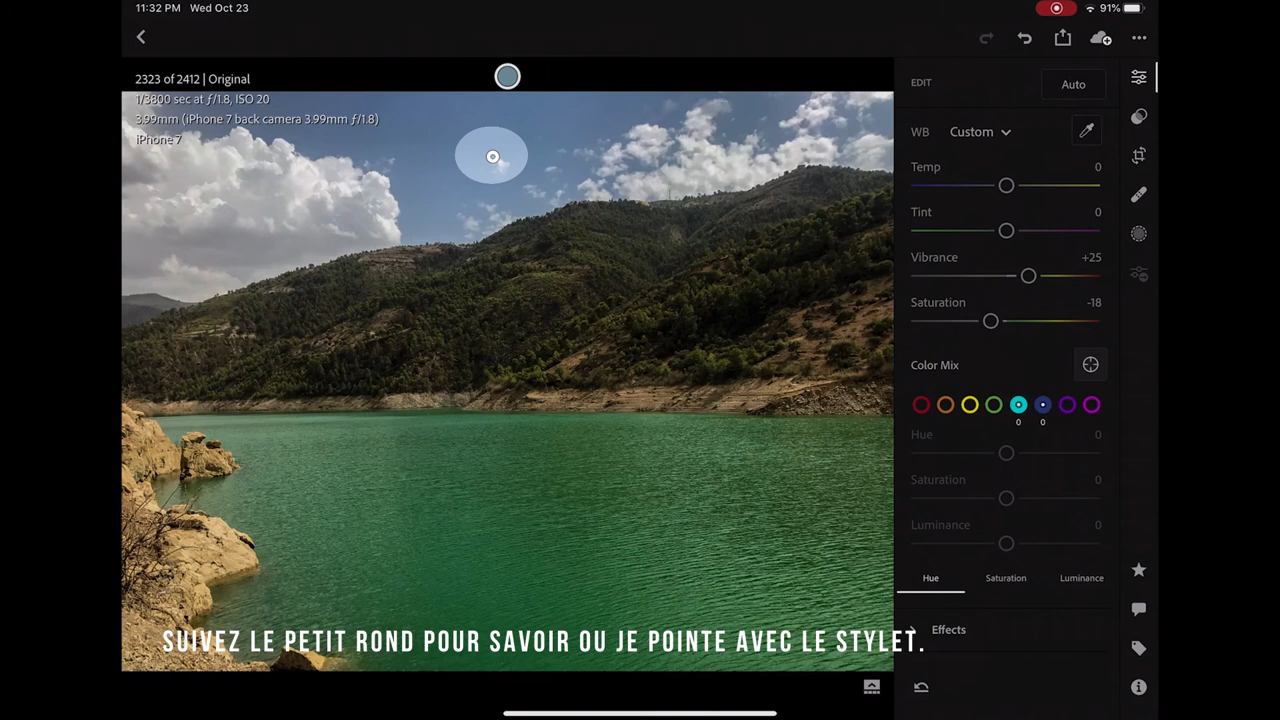 11:32 PM Wed Oct 23
91%
2323 of 2412 | Original
1/3800 sec at ƒ/1.8, ISO 20
3.99mm (iPhone 7 back camera 3.99mm ƒ/1.8)
iPhone 7
EDIT
Auto
WB Custom
Temp 0
Tint 0
Vibrance +25
Saturation -18
Color Mix
0 0
Hue 0
Saturation 0
Luminance 0
Hue Saturation Luminance
Effects
SUIVEZ LE PETIT ROND POUR SAVOIR OU JE POINTE AVEC LE STYLET.